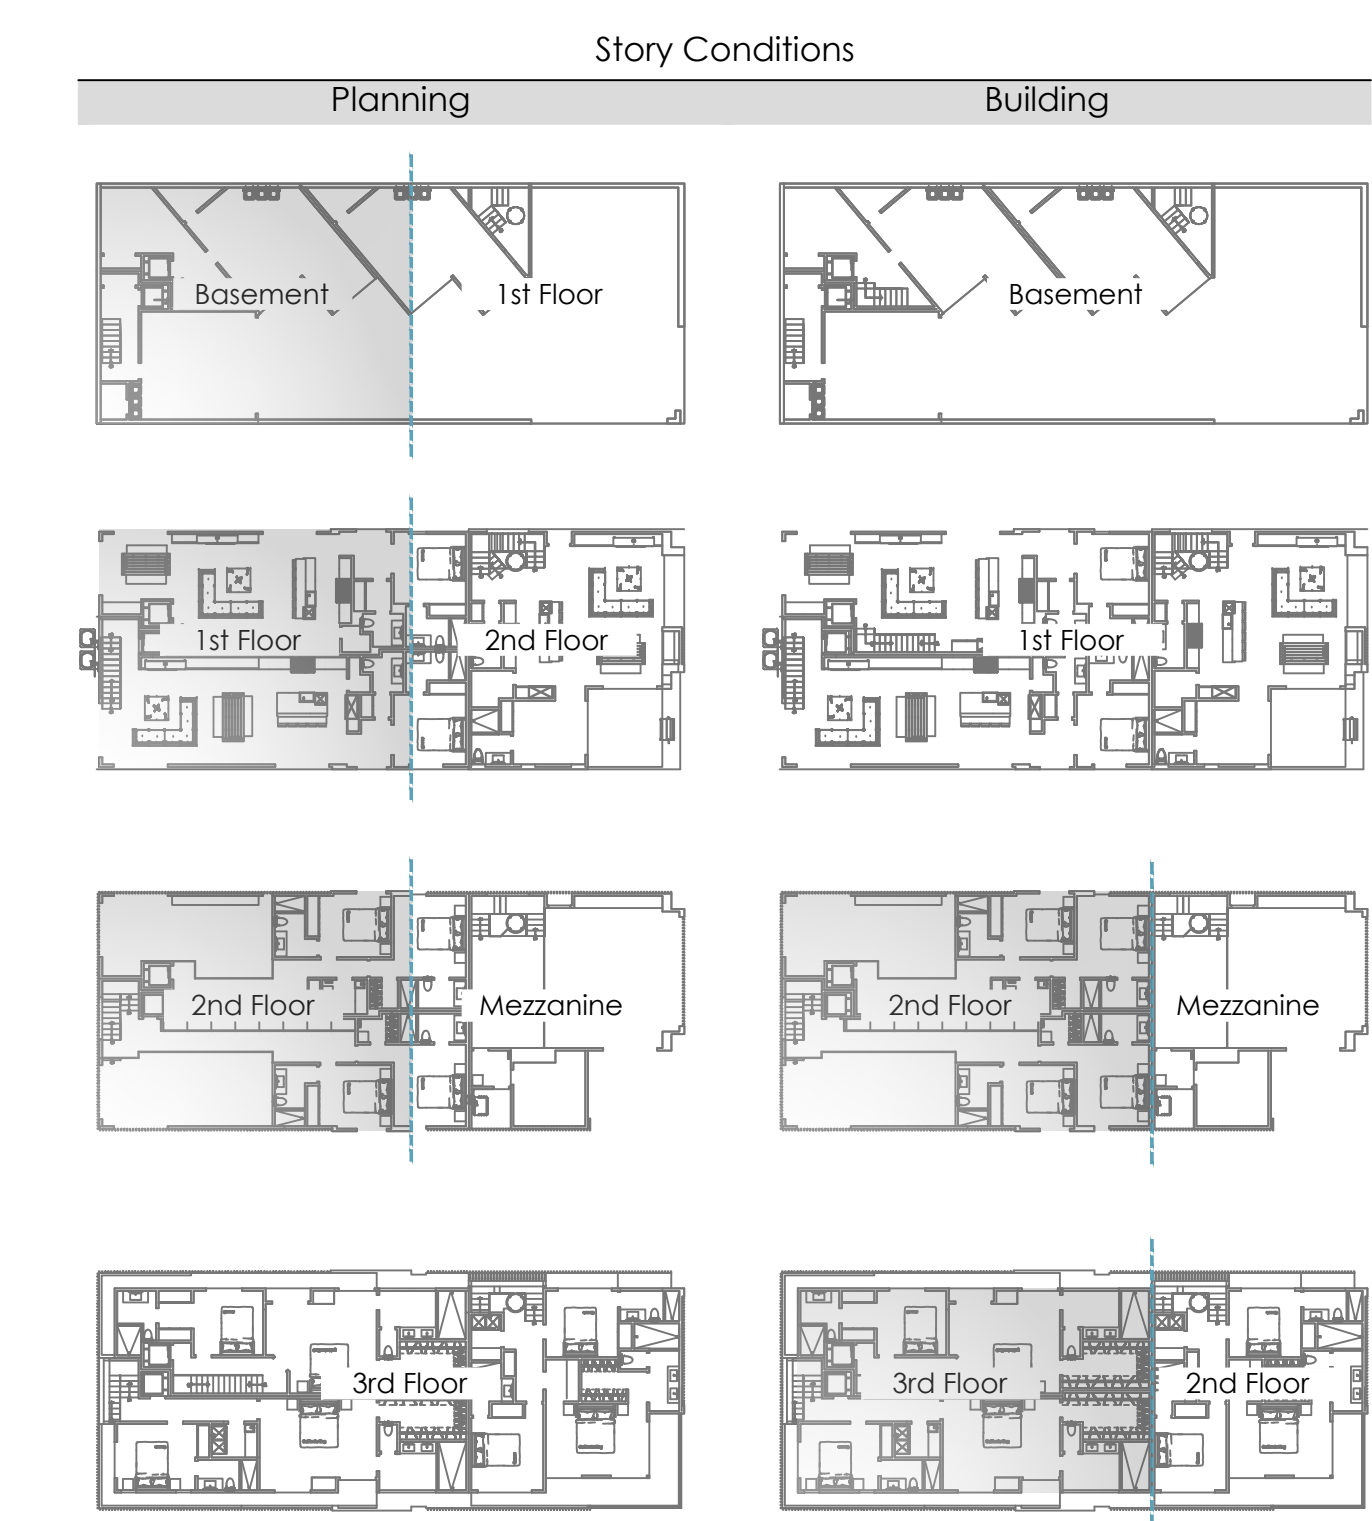 Story Conditions
Planning Building
Basement 1st Floor Basement
1st Floor 2nd Floor 1st Floor
2nd Floor Mezzanine 2nd Floor Mezzanine
3rd Floor 3rd Floor 2nd Floor